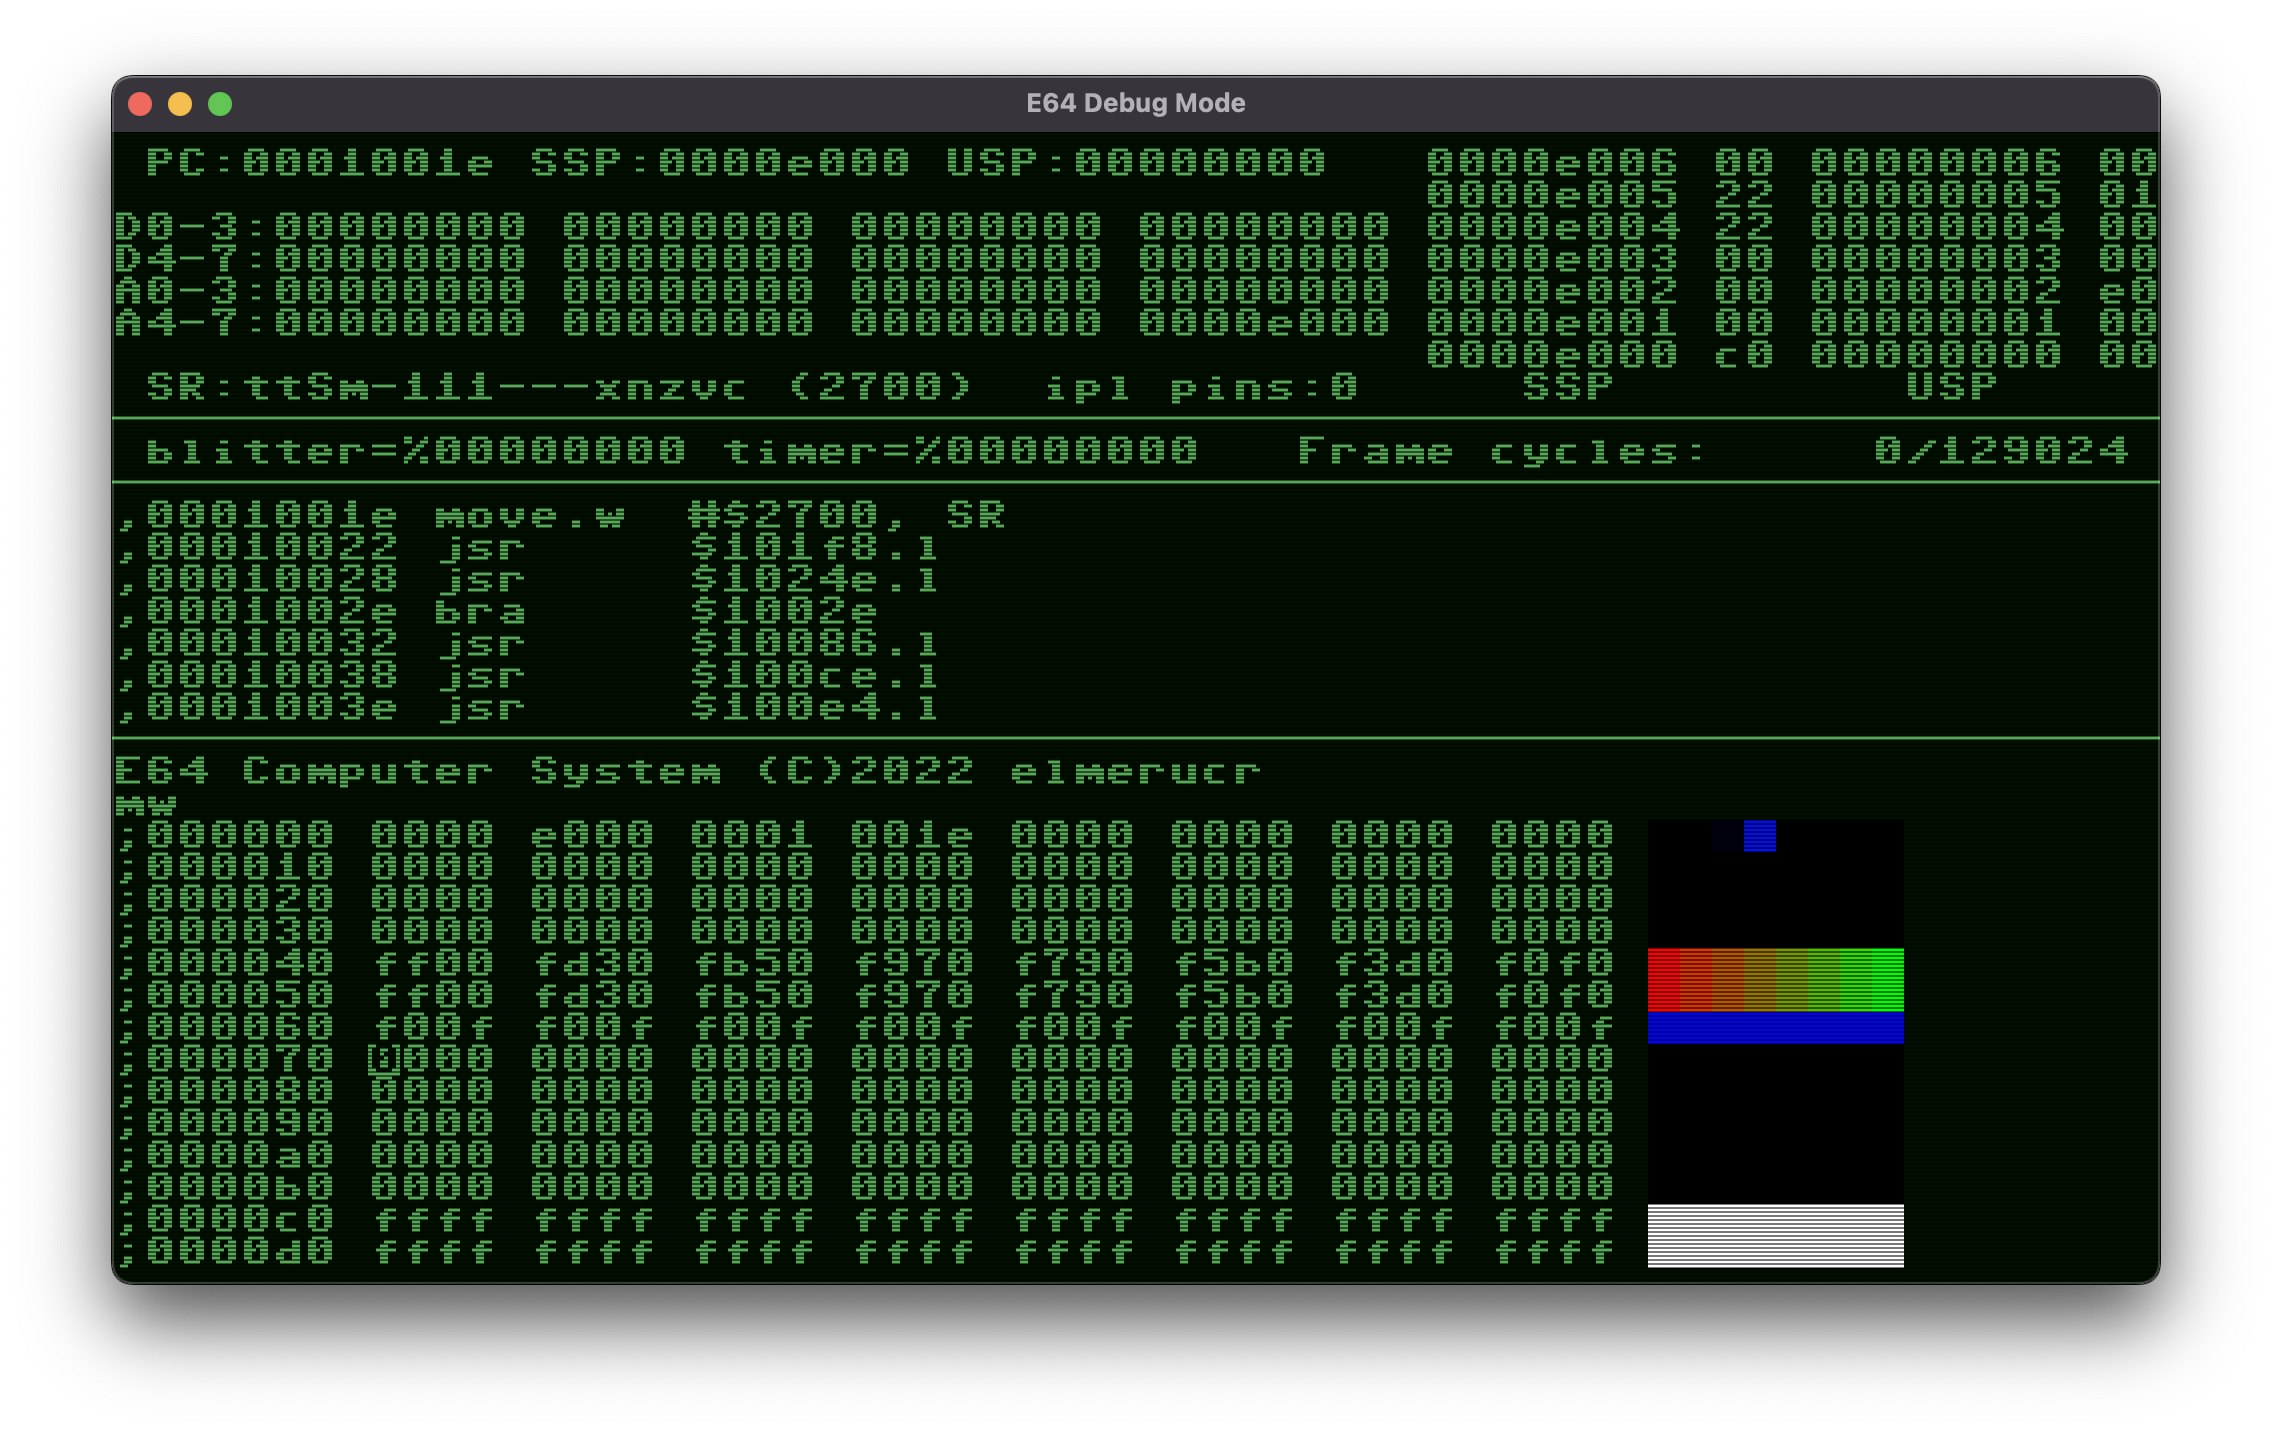 E64 Debug Mode
PC:0001001e SSP:0000e000 USP:00000000 0000e006 00 00000006 00
0000e005 22 00000005 01
D0-3:00000000 00000000 00000000 00000000 0000e004 22 00000004 00
D4-7:00000000 00000000 00000000 00000000 0000e003 00 00000003 00
A0-3:00000000 00000000 00000000 00000000 0000e002 00 00000002 e0
A4-7:00000000 00000000 00000000 0000e000 0000e001 00 00000001 00
0000e000 c0 00000000 00
SR:ttSm-111---xnzvc (2700) ipl pins:0 SSP USP
blitter=%00000000 timer=%00000000 Frame cycles: 0/129024
,0001001e move.w #$2700, SR
,00010022 jsr $101f8.l
,00010028 jsr $1024e.l
,0001002e bra $1002e
,00010032 jsr $10086.l
,00010038 jsr $100ce.l
,0001003e jsr $100e4.l
E64 Computer System (C)2022 elmerucr
mw
;000000 0000 e000 0001 001e 0000 0000 0000 0000
;000010 0000 0000 0000 0000 0000 0000 0000 0000
;000020 0000 0000 0000 0000 0000 0000 0000 0000
;000030 0000 0000 0000 0000 0000 0000 0000 0000
;000040 ff00 fd30 fb50 f970 f790 f5b0 f3d0 f0f0
;000050 ff00 fd30 fb50 f970 f790 f5b0 f3d0 f0f0
;000060 f00f f00f f00f f00f f00f f00f f00f f00f
;000070 0000 0000 0000 0000 0000 0000 0000 0000
;000080 0000 0000 0000 0000 0000 0000 0000 0000
;000090 0000 0000 0000 0000 0000 0000 0000 0000
;0000a0 0000 0000 0000 0000 0000 0000 0000 0000
;0000b0 0000 0000 0000 0000 0000 0000 0000 0000
;0000c0 ffff ffff ffff ffff ffff ffff ffff ffff
;0000d0 ffff ffff ffff ffff ffff ffff ffff ffff